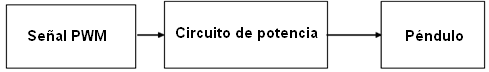 Señal PWM
Circuito de potencia
Péndulo